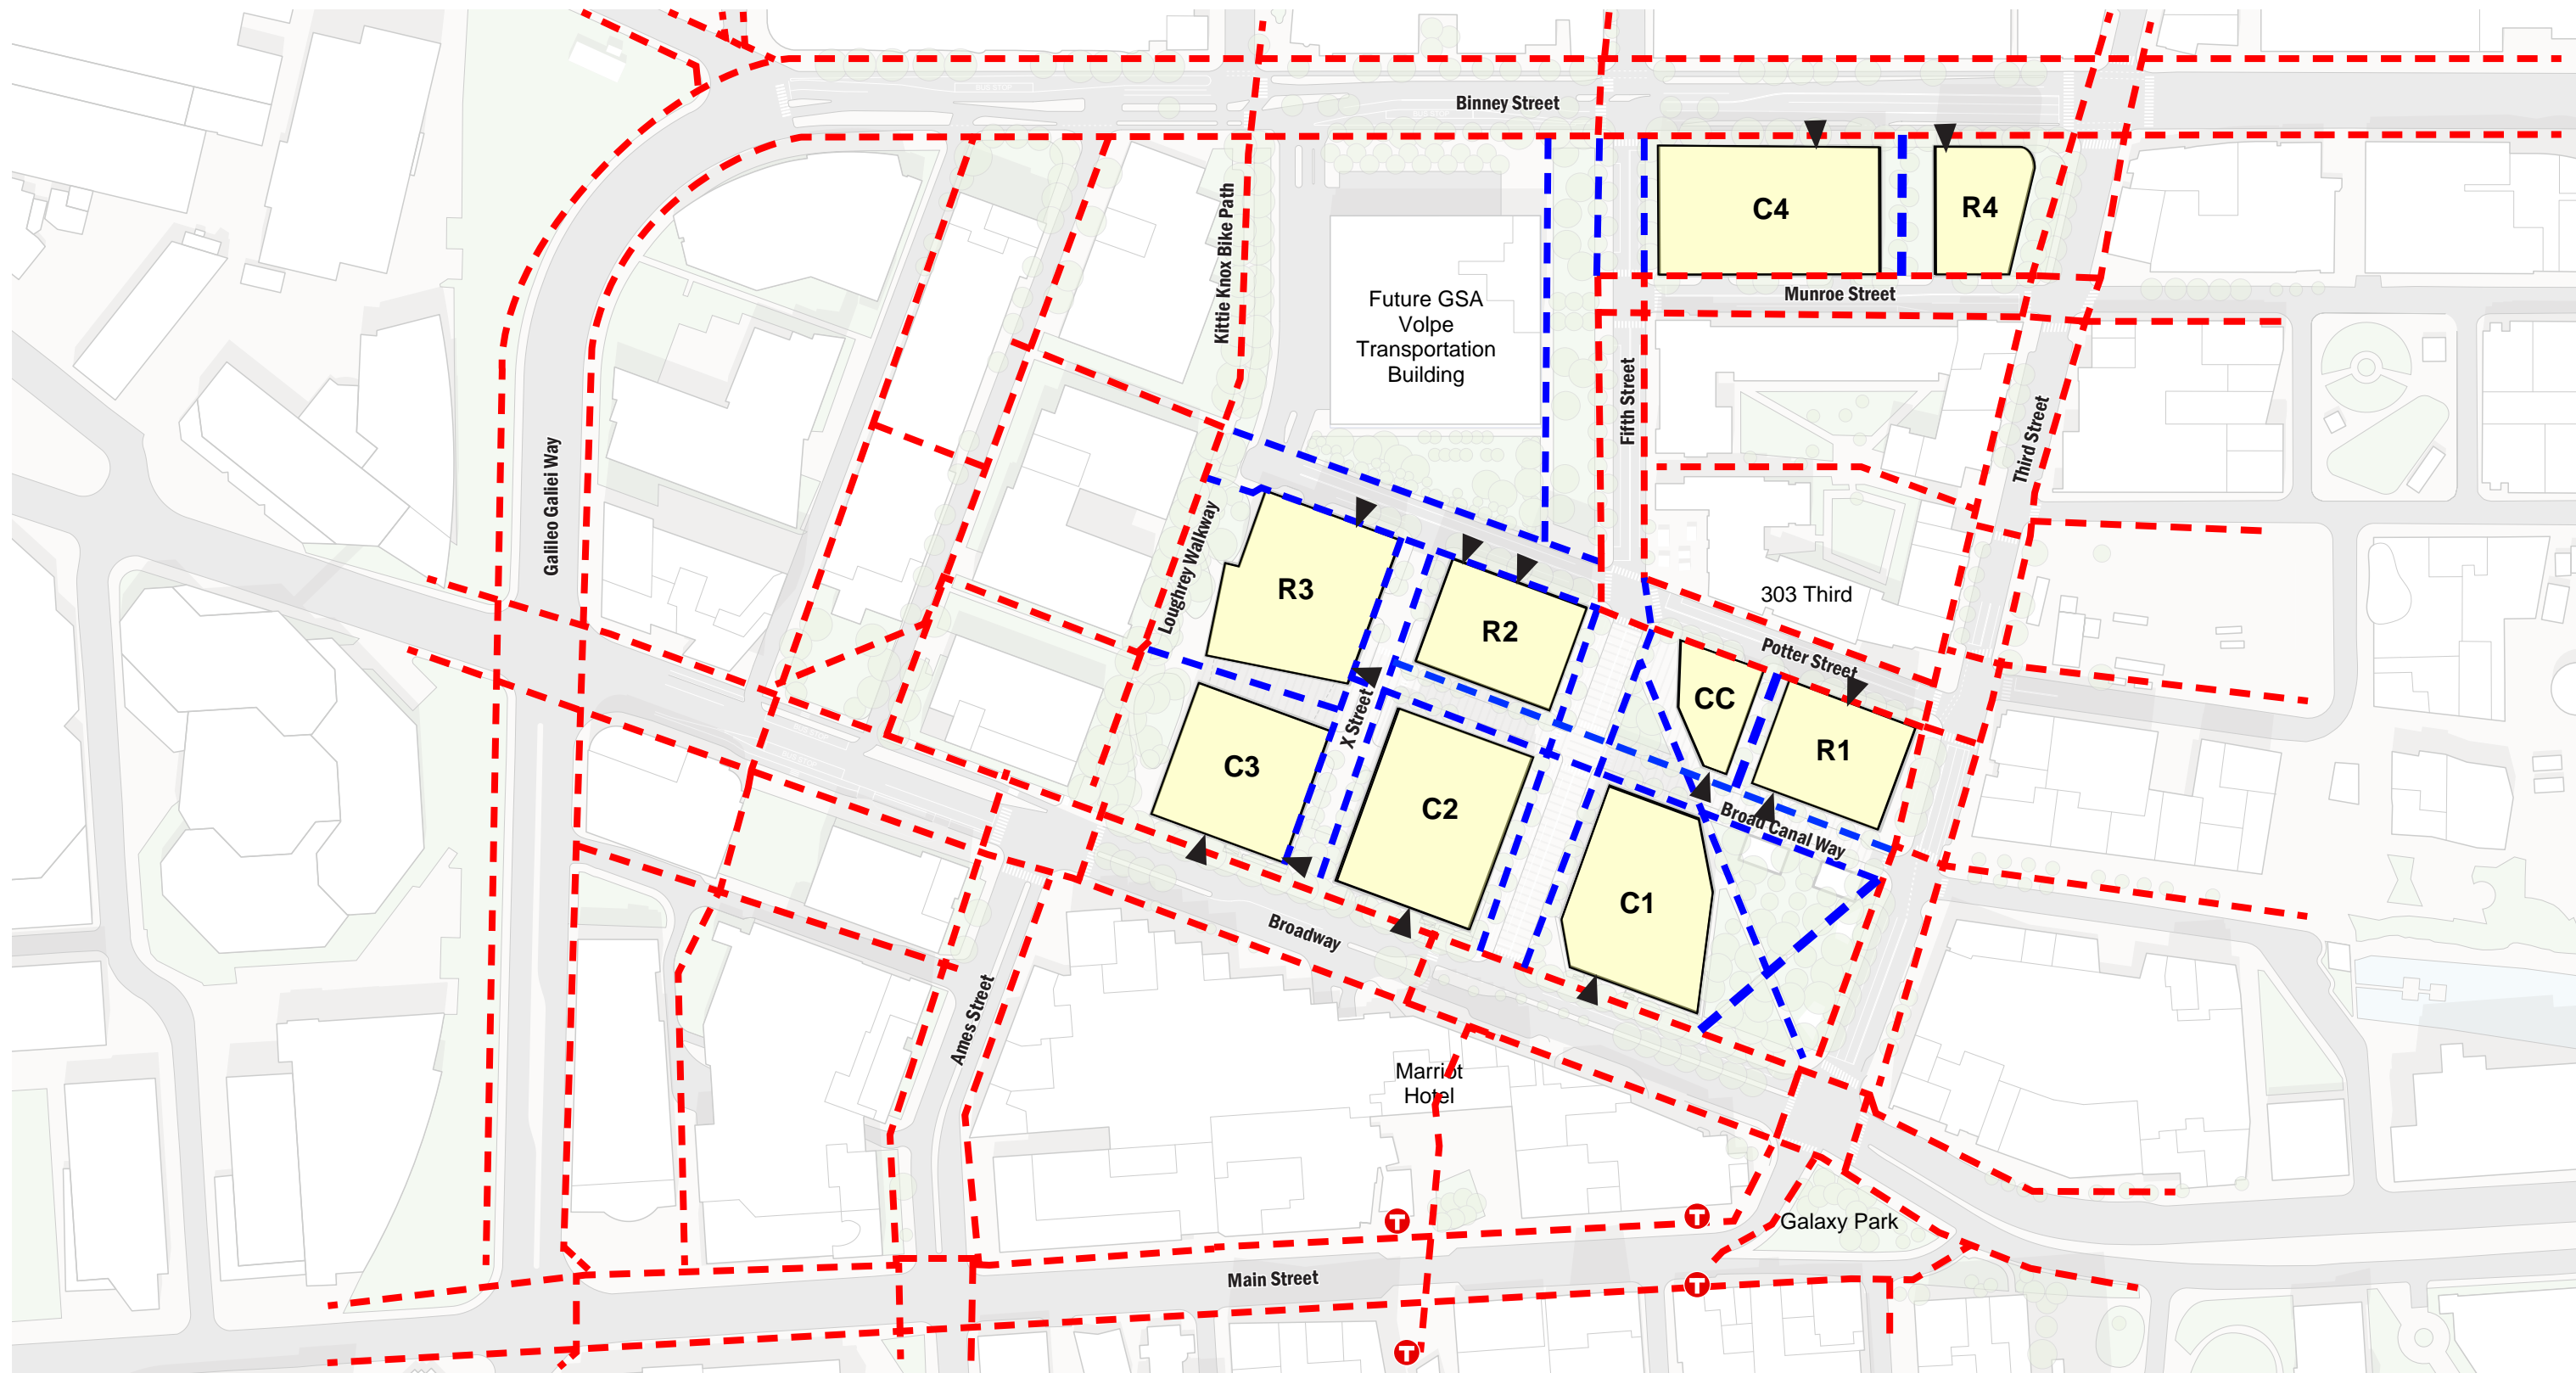 Binney Street
Kittie Knox Bike Path
C4
R4
Munroe Street
Future GSA
Volpe
Transportation
Building
Fifth Street
Third Street
Galileo Galiei Way
Loughrey Walkway
R3
R2
303 Third
Potter Street
CC
R1
X Street
C3
C2
Broad Canal Way
C1
Broadway
Ames Street
Marriot
Hotel
T
T
Galaxy Park
Main Street
T
T